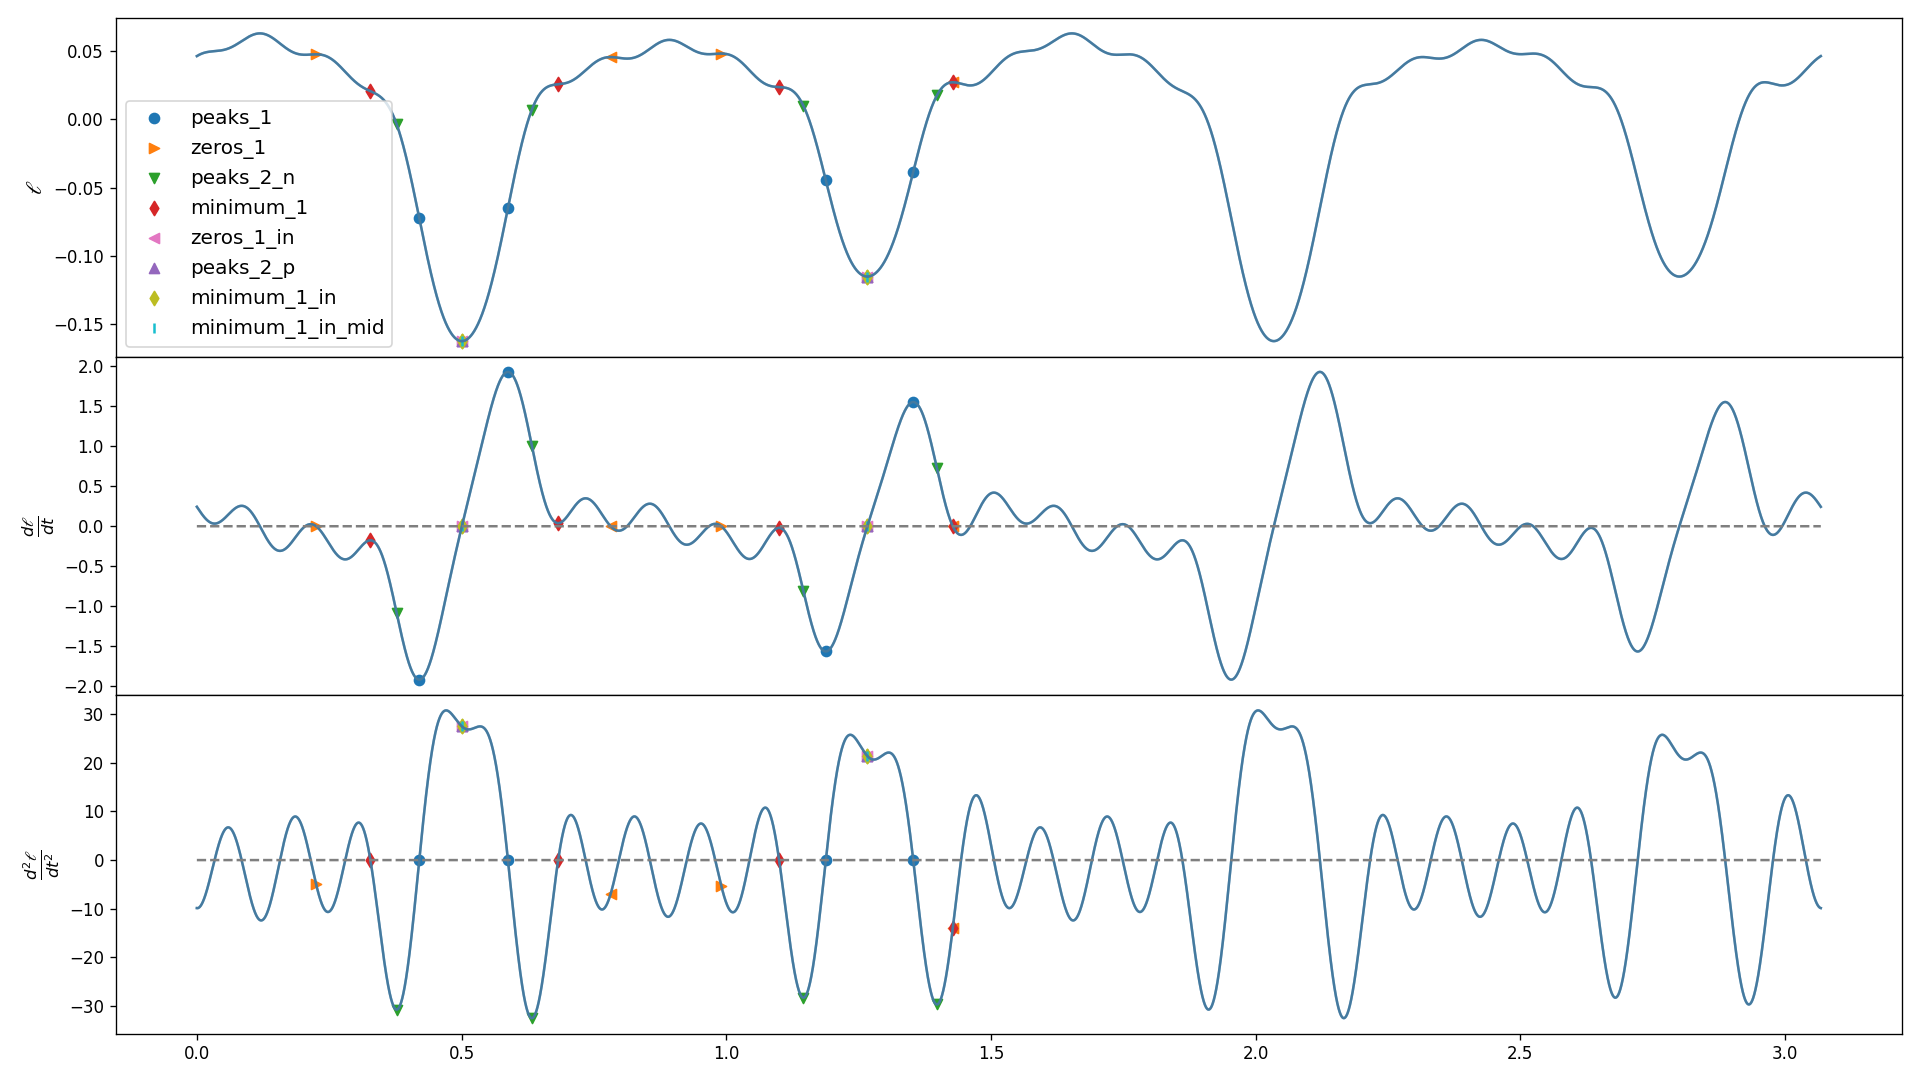 0.05
0.00
−0.05
−0.10
−0.15
ℓ
peaks_1
zeros_1
peaks_2_n
minimum_1
zeros_1_in
peaks_2_p
minimum_1_in
minimum_1_in_mid
2.0
1.5
1.0
0.5
0.0
−0.5
−1.0
−1.5
−2.0
dℓ
dt
30
20
10
0
−10
−20
−30
d²ℓ
dt²
0.0 0.5 1.0 1.5 2.0 2.5 3.0